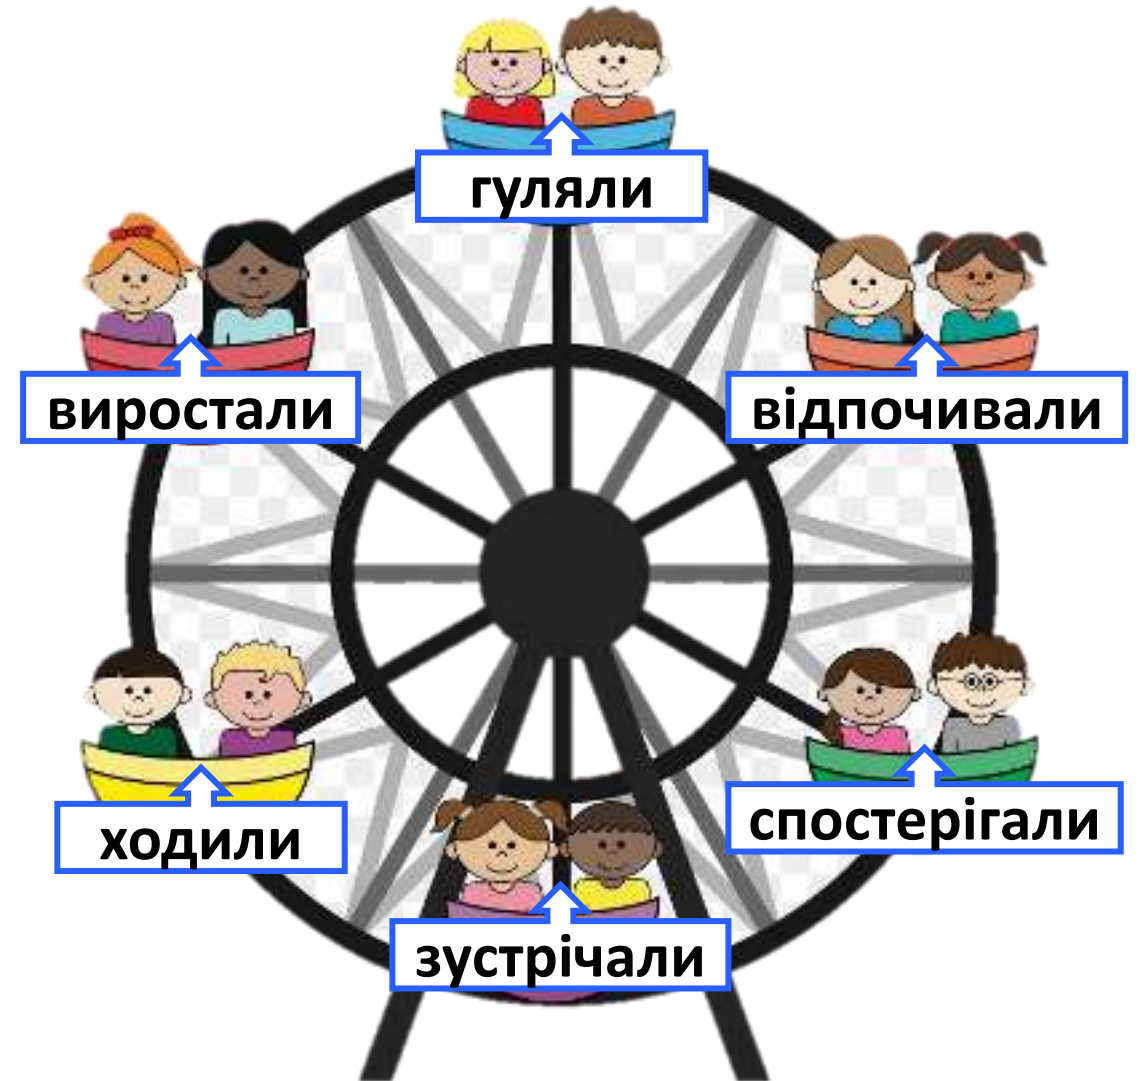 гуляли
виростали
відпочивали
ходили
спостерігали
зустрічали